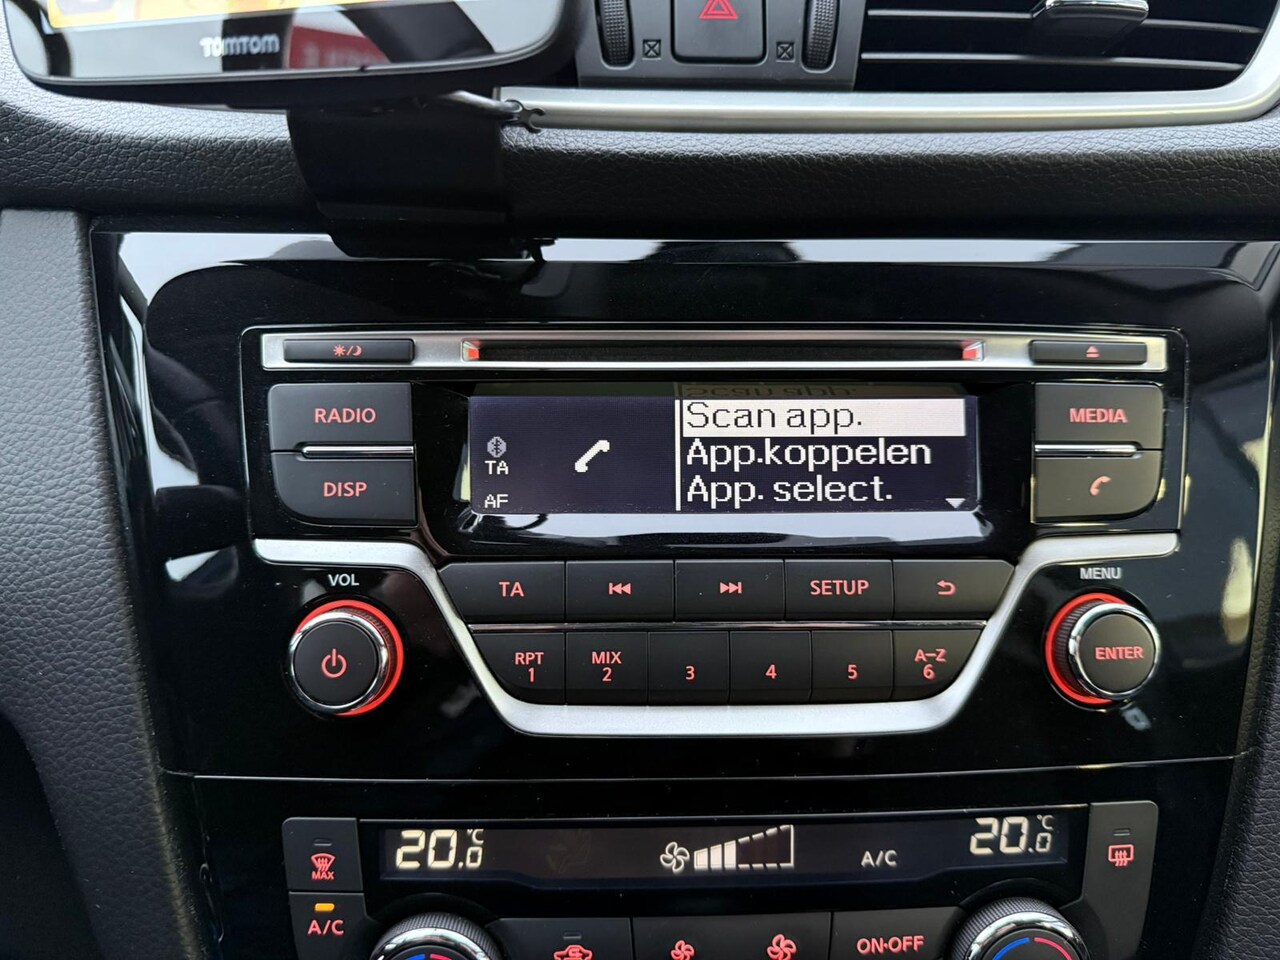 TOMTOM
RADIO
MEDIA
DISP
Scan app.
App.koppelen
App. select.
TA
AF
VOL
MENU
TA
SETUP
RPT
1
MIX
2
3
4
5
A-Z
6
ENTER
20.0 °C
A/C
20.0 °C
MAX
A/C
ON·OFF